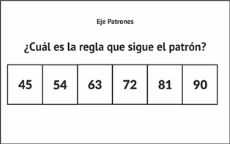 Eje Patrones
¿Cuál es la regla que sigue el patrón?
45 54 63 72 81 90